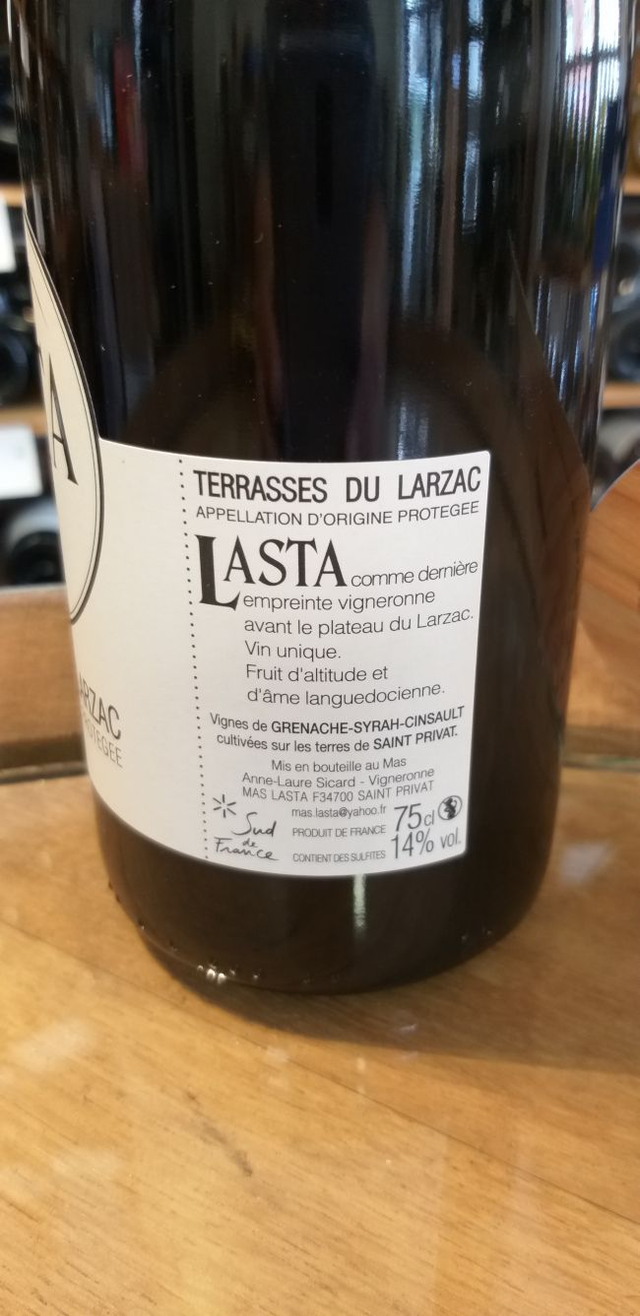 A
ARZAC
TERRASSES DU LARZAC
APPELLATION D'ORIGINE PROTEGEE
LASTA comme dernière
empreinte vigneronne
avant le plateau du Larzac.
Vin unique.
Fruit d'altitude et
d'âme languedocienne.
Vignes de GRENACHE-SYRAH-CINSAULT
cultivées sur les terres de SAINT PRIVAT.
Mis en bouteille au Mas
Anne-Laure Sicard - Vigneronne
MAS LASTA F34700 SAINT PRIVAT
mas.lasta@yahoo.fr
Sud de France
PRODUIT DE FRANCE
CONTIENT DES SULFITES
75cl
14% vol.